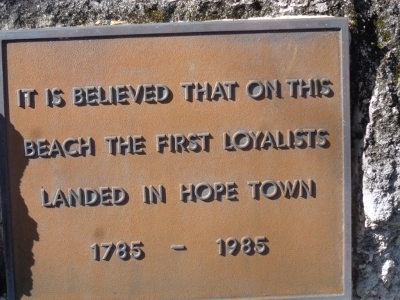 IT IS BELIEVED THAT ON THIS
BEACH THE FIRST LOYALISTS
LANDED IN HOPE TOWN
1785 - 1985